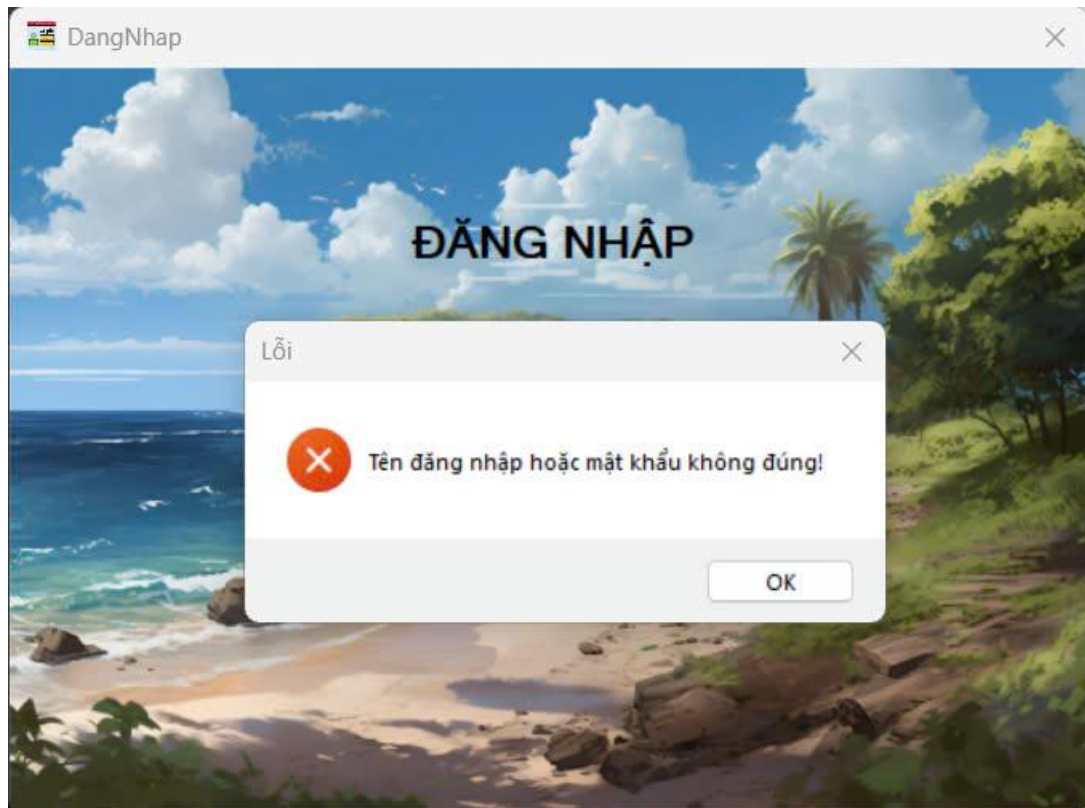 DangNhap
ĐĂNG NHẬP
Lỗi
Tên đăng nhập hoặc mật khẩu không đúng!
OK